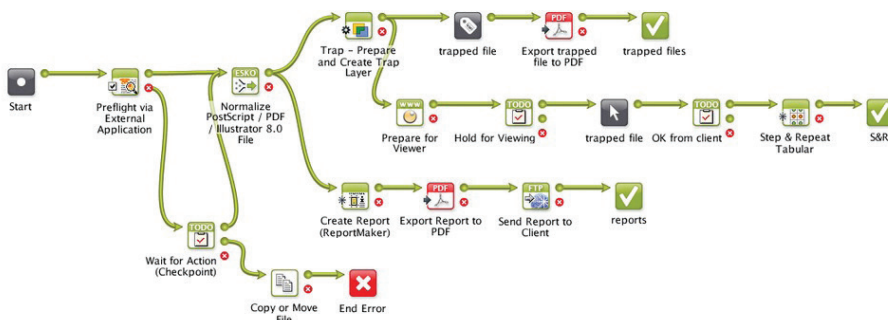 Start
Preflight via
External
Application
ESKO
Normalize
PostScript / PDF
/ Illustrator 8.0
File
Trap - Prepare
and Create Trap
Layer
trapped file
PDF
Export trapped
file to PDF
trapped files
WWW
Prepare for
Viewer
TODO
Hold for Viewing
trapped file
TODO
OK from client
Step & Repeat
Tabular
S&R
Create Report
(ReportMaker)
PDF
Export Report to
PDF
FTP
Send Report to
Client
reports
TODO
Wait for Action
(Checkpoint)
Copy or Move
File
End Error